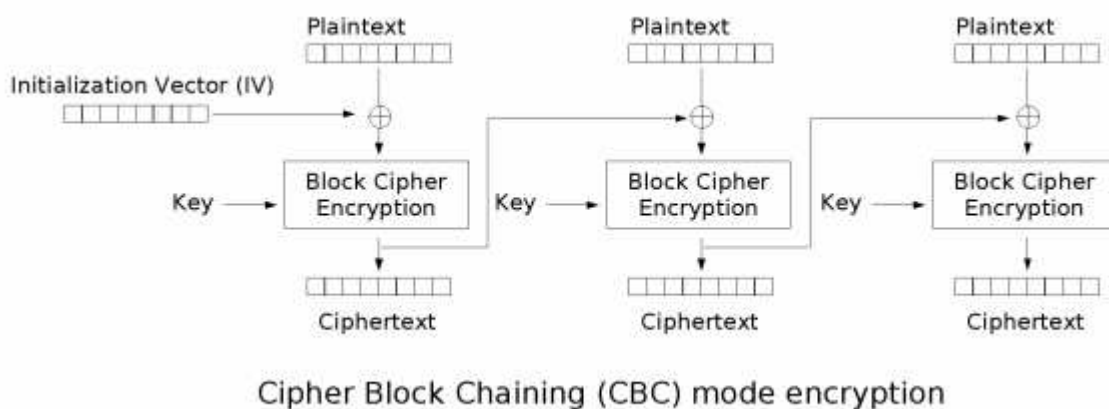 Plaintext
Plaintext
Plaintext
Initialization Vector (IV)
Key
Block Cipher
Encryption
Key
Block Cipher
Encryption
Key
Block Cipher
Encryption
Ciphertext
Ciphertext
Ciphertext
Cipher Block Chaining (CBC) mode encryption